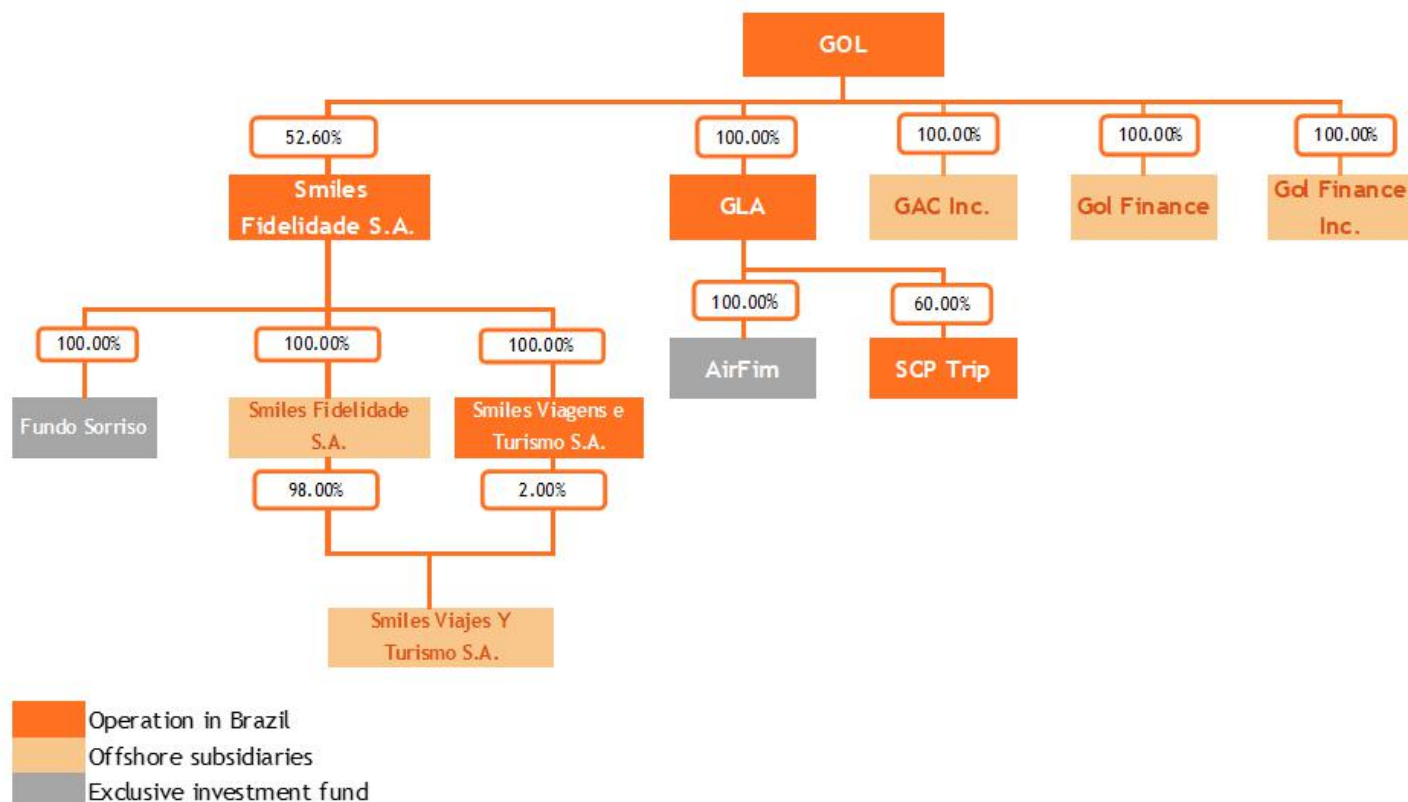 GOL
52.60%
100.00%
100.00%
100.00%
100.00%
Smiles
Fidelidade S.A.
GLA
GAC Inc.
Gol Finance
Gol Finance
Inc.
100.00%
60.00%
AirFim
SCP Trip
100.00%
100.00%
100.00%
Fundo Sorriso
Smiles Fidelidade
S.A.
Smiles Viagens e
Turismo S.A.
98.00%
2.00%
Smiles Viajes Y
Turismo S.A.
Operation in Brazil
Offshore subsidiaries
Exclusive investment fund